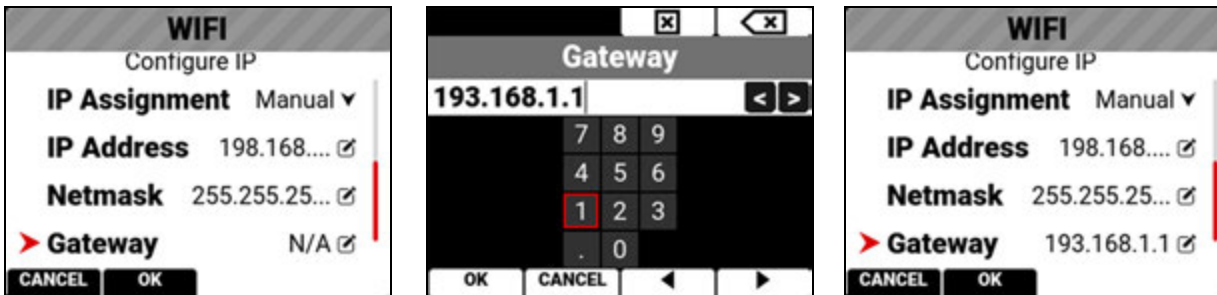 WIFI
Configure IP
IP Assignment Manual
IP Address 198.168....
Netmask 255.255.25...
Gateway N/A
CANCEL OK
Gateway
193.168.1.1
< >
7 8 9
4 5 6
1 2 3
. 0
OK CANCEL
WIFI
Configure IP
IP Assignment Manual
IP Address 198.168....
Netmask 255.255.25...
Gateway 193.168.1.1
CANCEL OK